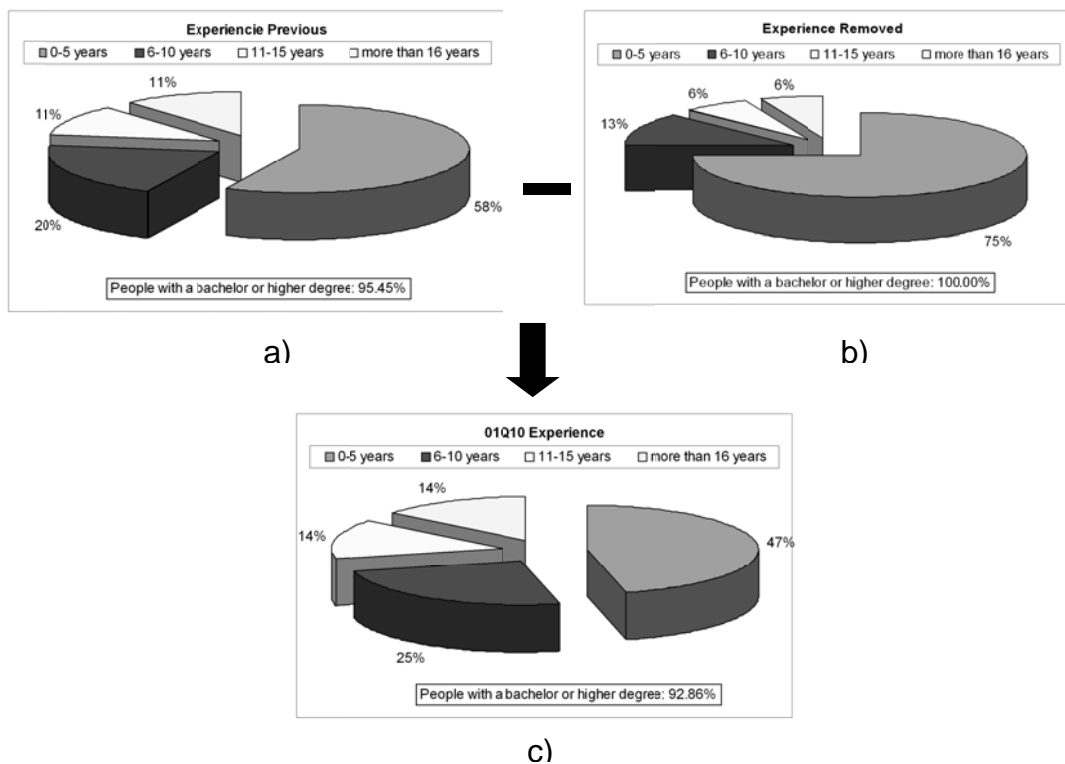 Experiencie Previous
0-5 years 6-10 years 11-15 years more than 16 years
11%
11%
20%
58%
People with a bachelor or higher degree: 95.45%
a)
Experience Removed
0-5 years 6-10 years 11-15 years more than 16 years
6%
6%
13%
75%
People with a bachelor or higher degree: 100.00%
b)
01Q10 Experience
0-5 years 6-10 years 11-15 years more than 16 years
14%
14%
47%
25%
People with a bachelor or higher degree: 92.86%
c)